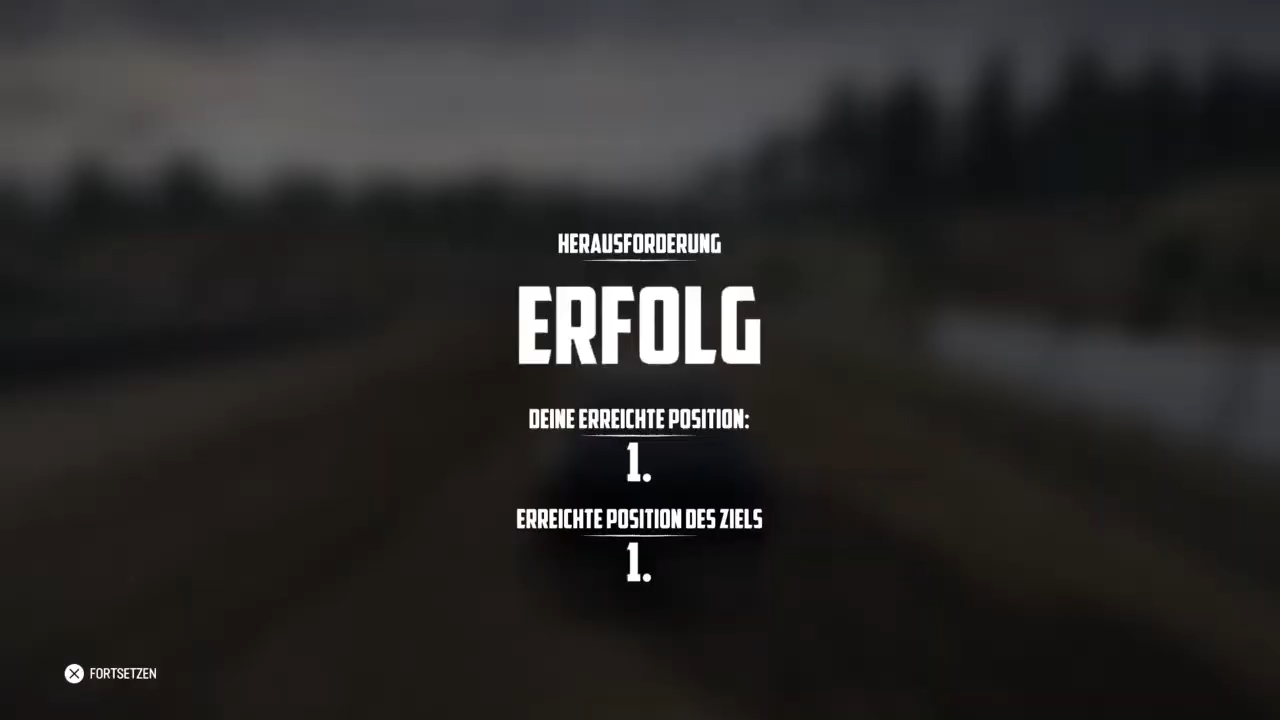 HERAUSFORDERUNG
ERFOLG
DEINE ERREICHTE POSITION:
1.
ERREICHTE POSITION DES ZIELS
1.
FORTSETZEN